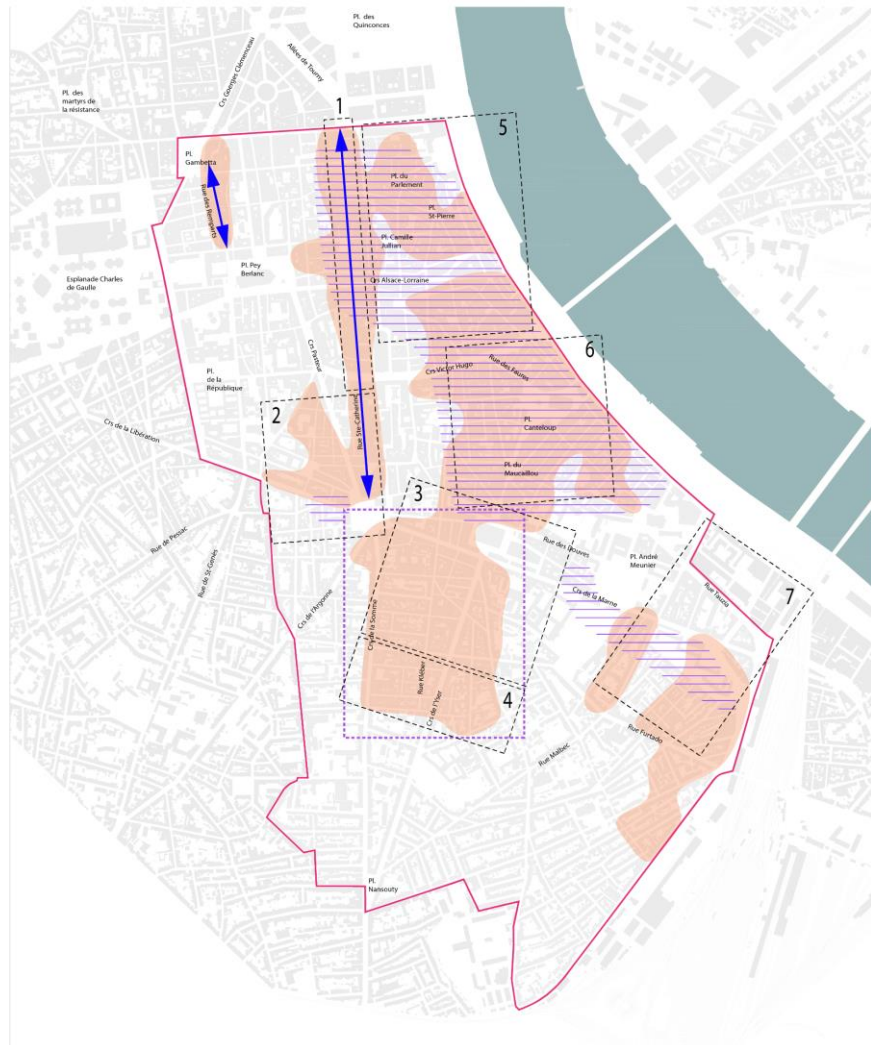 Pl. des
Quinconces
Crs Goerges Clémenceau
Allées de Tourny
Pl. des
martyrs de
la résistance
1
5
Pl.
Gambetta
Rue des Remparts
Pl. du
Parlement
Pl.
St-Pierre
Pl. Camille
Jullian
Pl. Pey
Berlanc
Esplanade Charles
de Gaulle
Crs Alsace-Lorraine
6
Crs Pasteur
Crs Victor Hugo
Rue des Faures
Pl.
de la
République
2
Rue Ste-Catherine
Crs de la Libération
Pl.
Canteloup
Pl. du
Maucaillou
3
Rue de Pessac
Rue de St-Genès
Rue des Douves
Pl. André
Meunier
Crs de l'Argonne
Crs de la Somme
Crs de la Marne
Rue Tauzia
7
Rue Kléber
Crs de l'Yser
4
Rue Furtado
Rue Malbec
Pl.
Nansouty